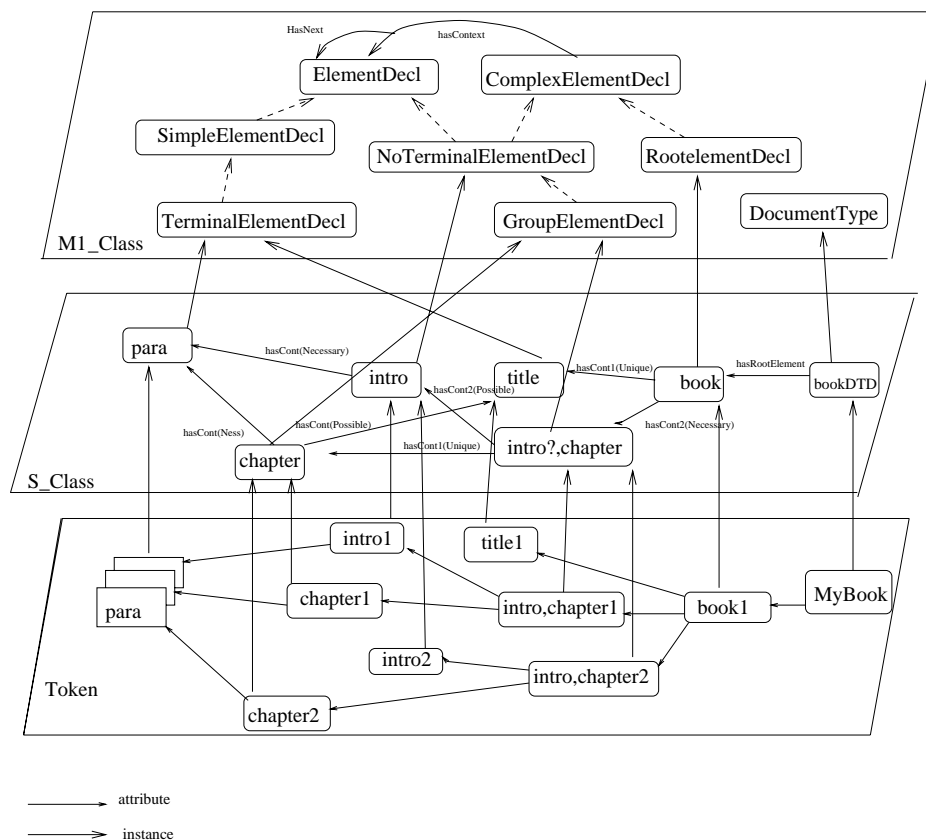 HasNext
hasContext
ElementDecl
ComplexElementDecl
SimpleElementDecl
NoTerminalElementDecl
RootelementDecl
TerminalElementDecl
GroupElementDecl
DocumentType
M1_Class
para
hasCont(Necessary)
intro
title
hasCont1(Unique)
book
hasRootElement
bookDTD
hasCont2(Possible)
hasCont(Ness)
hasCont(Possible)
hasCont2(Necessary)
chapter
hasCont1(Unique)
intro?,chapter
S_Class
intro1
title1
para
chapter1
intro,chapter1
book1
MyBook
intro2
intro,chapter2
Token
chapter2
attribute
instance